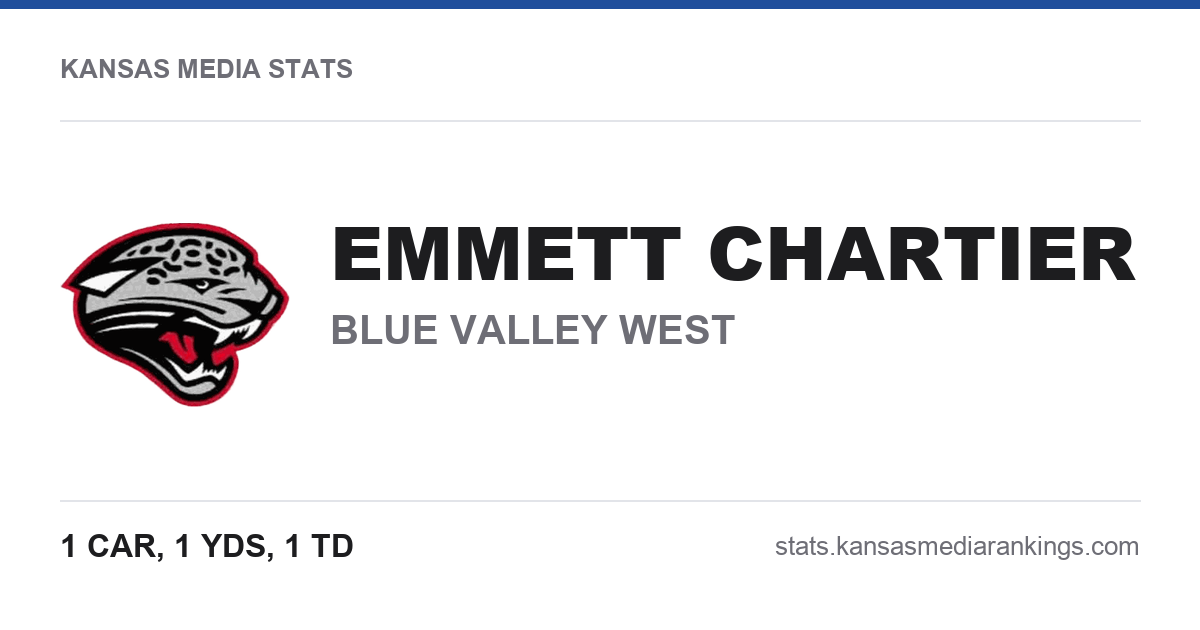 KANSAS MEDIA STATS
EMMETT CHARTIER
BLUE VALLEY WEST
1 CAR, 1 YDS, 1 TD
stats.kansasmediarankings.com